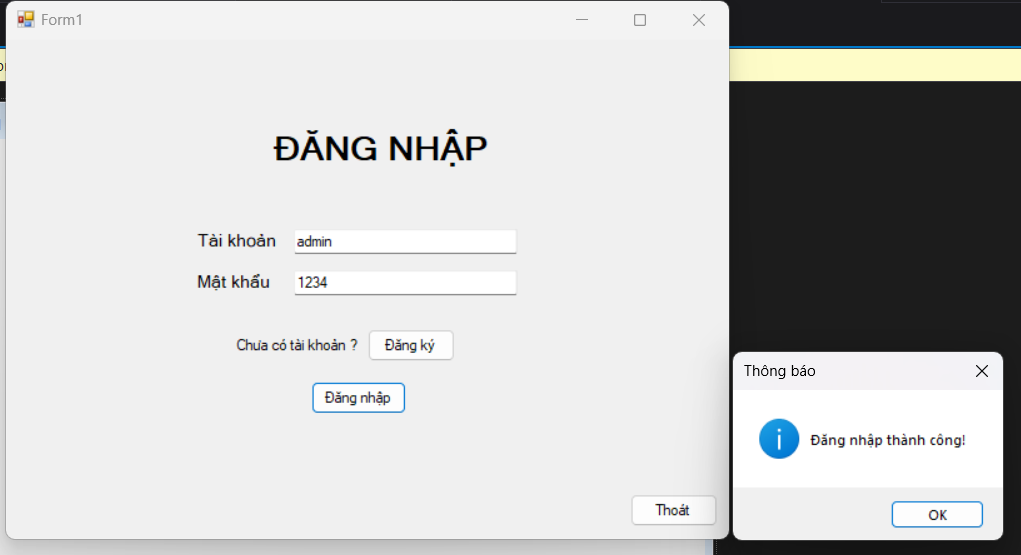 Form1
ĐĂNG NHẬP
Tài khoản admin
Mật khẩu 1234
Chưa có tài khoản ? Đăng ký
Đăng nhập
Thoát
Thông báo
Đăng nhập thành công!
OK